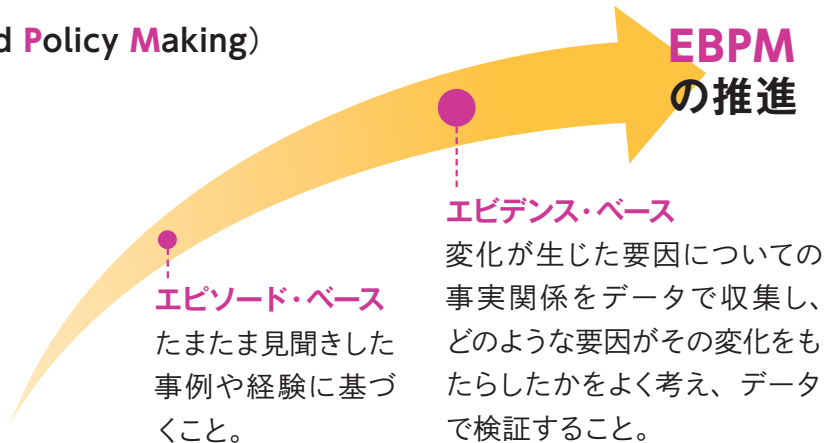 d Policy Making）
EBPM
の推進
エビデンス・ベース
変化が生じた要因についての
事実関係をデータで収集し、
どのような要因がその変化をも
たらしたかをよく考え、データ
で検証すること。
エピソード・ベース
たまたま見聞きした
事例や経験に基づ
くこと。